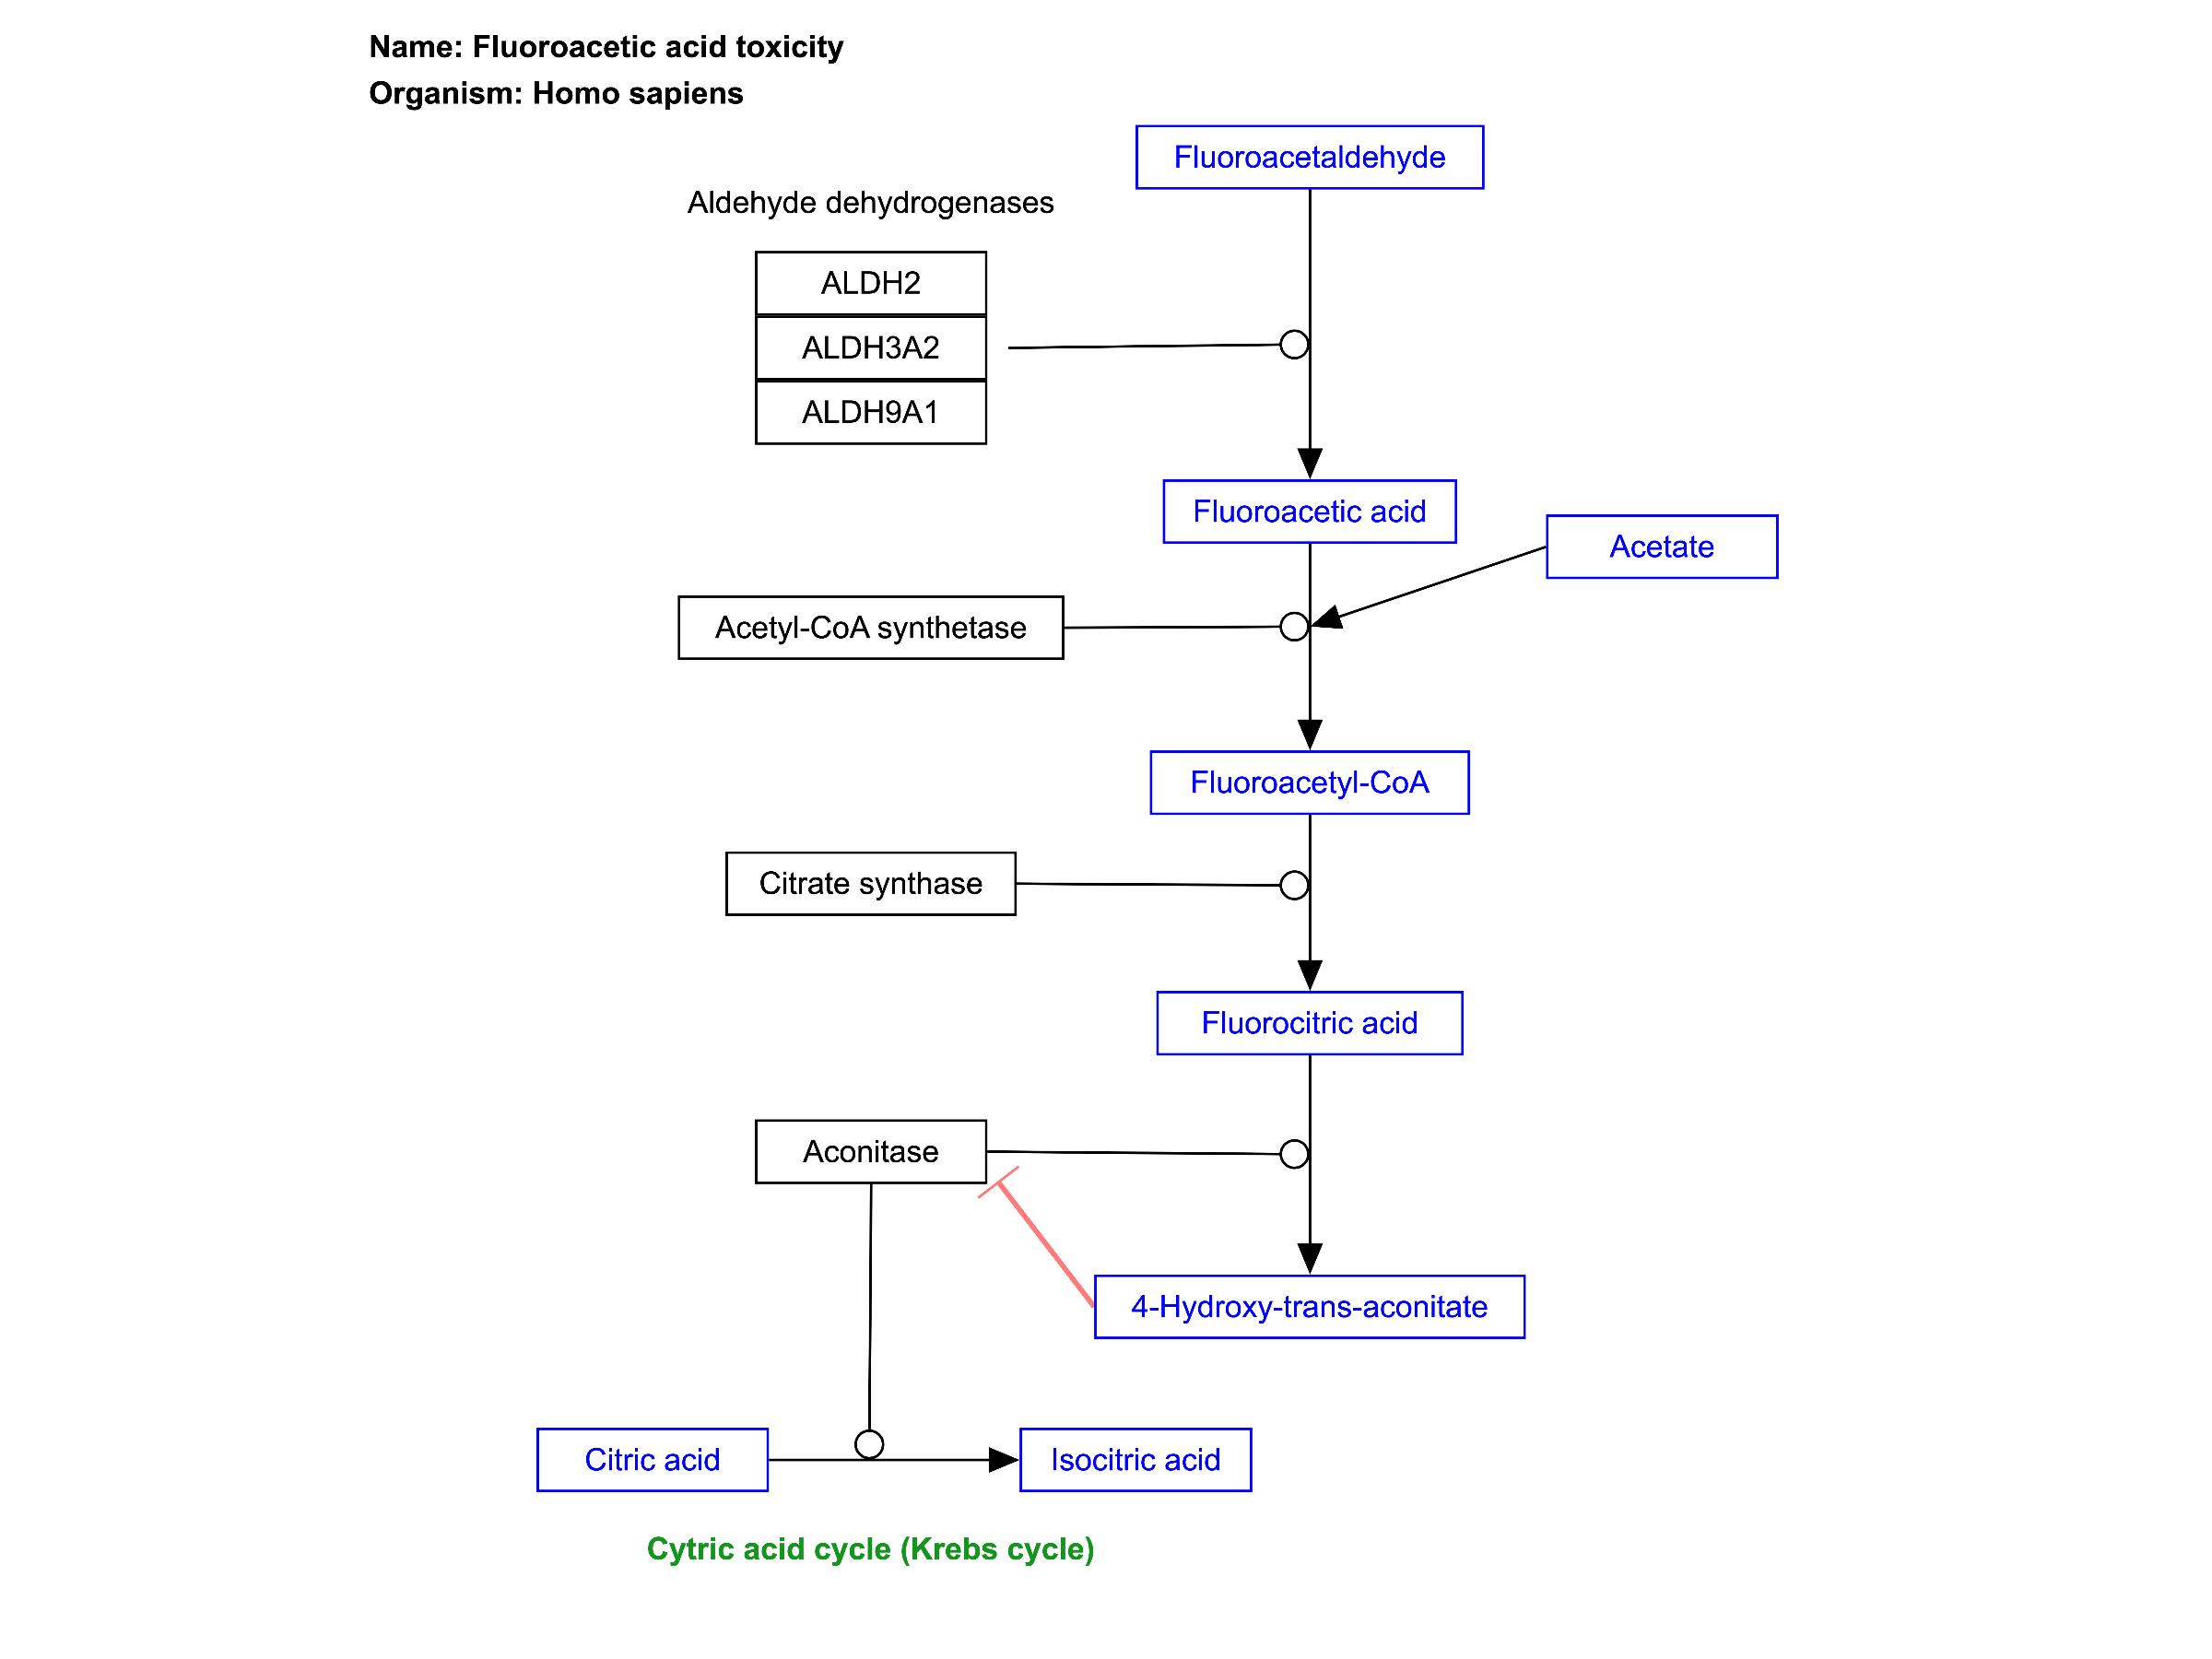 Name: Fluoroacetic acid toxicity
Organism: Homo sapiens
Fluoroacetaldehyde
Aldehyde dehydrogenases
ALDH2
ALDH3A2
ALDH9A1
Fluoroacetic acid
Acetate
Acetyl-CoA synthetase
Fluoroacetyl-CoA
Citrate synthase
Fluorocitric acid
Aconitase
4-Hydroxy-trans-aconitate
Citric acid
Isocitric acid
Cytric acid cycle (Krebs cycle)